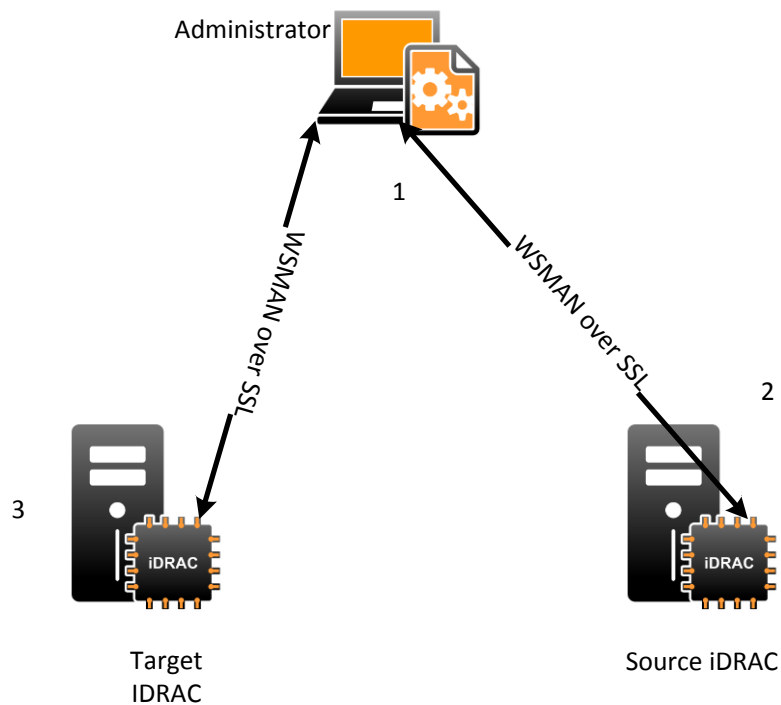 Administrator
1
WSMAN over SSL
WSMAN over SSL
2
3
iDRAC
iDRAC
Target
IDRAC
Source iDRAC